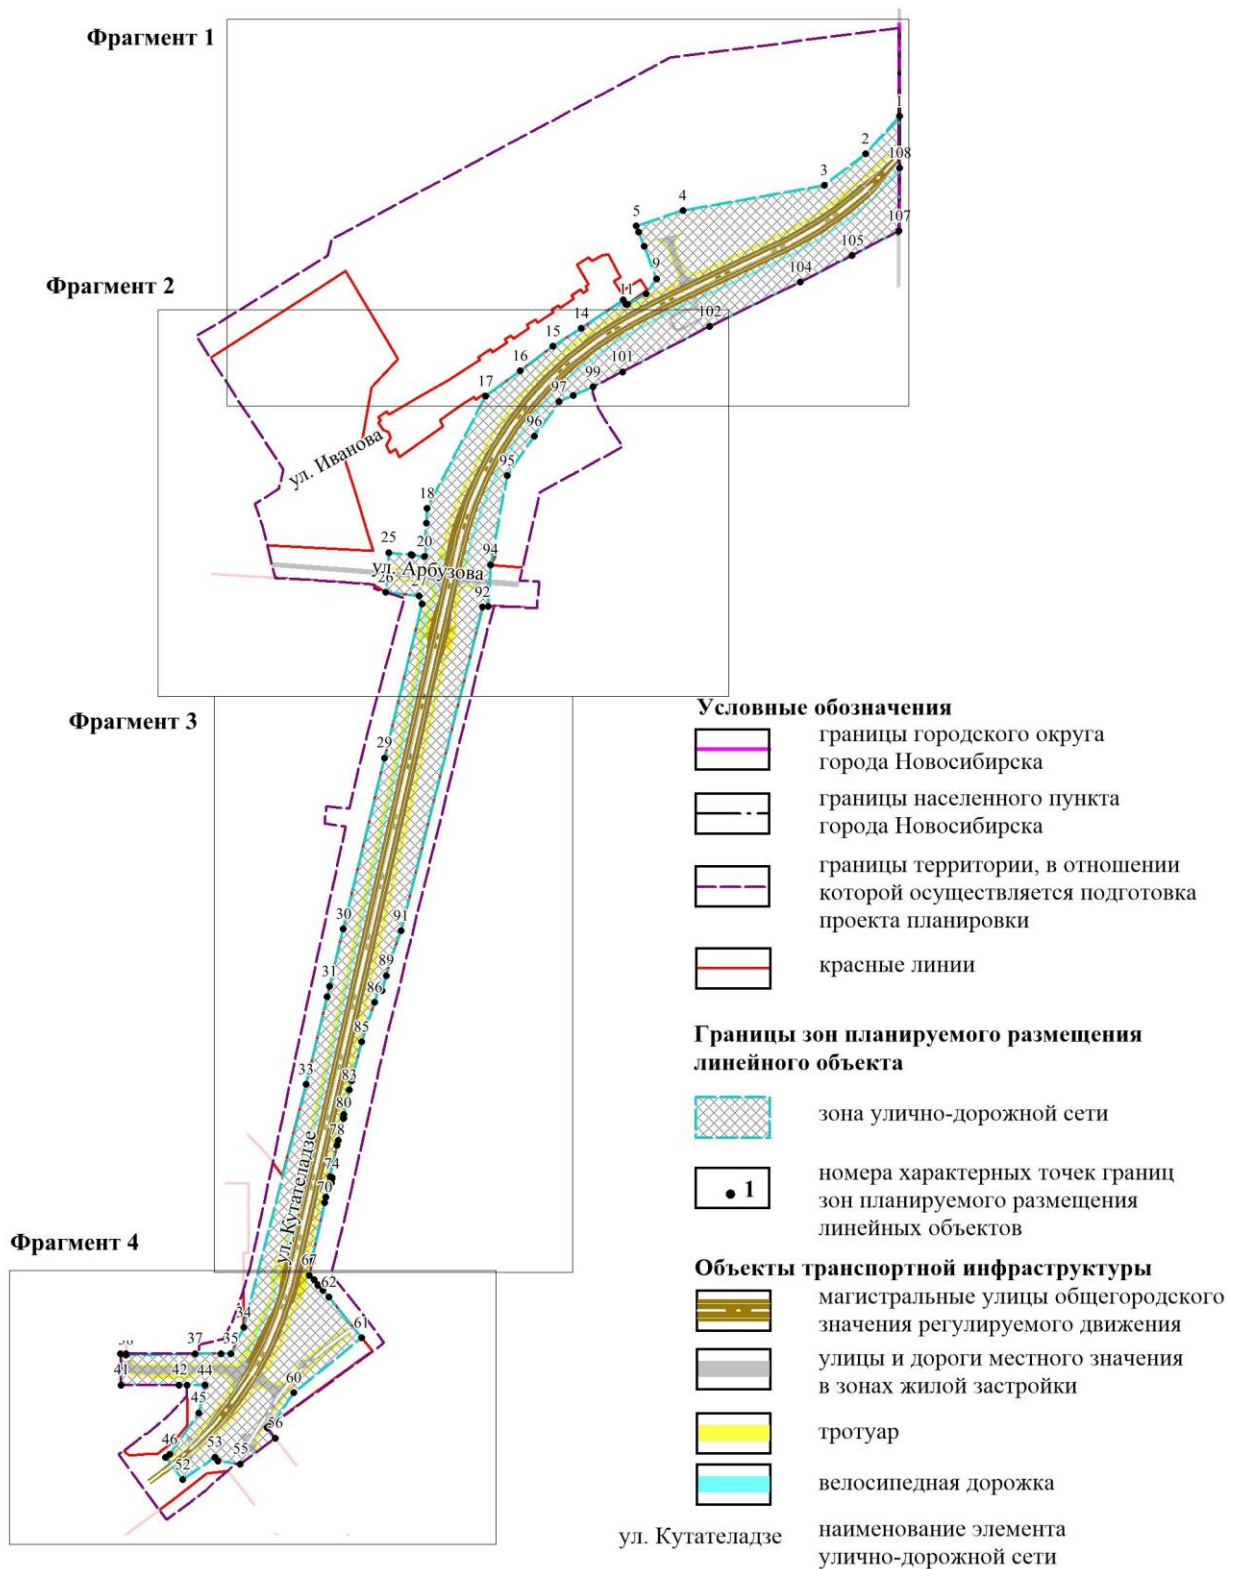 Фрагмент 1
1
2
108
3
4
107
5
105
9
104
Фрагмент 2
11
102
14
15
101
16
99
17
97
96
ул. Иванова
95
18
25
20
94
ул. Арбузова
26
92
Фрагмент 3
29
30
91
31
89
86
85
33
83
80
78
74
70
ул. Кутателадзе
Фрагмент 4
67
62
34
61
37
35
41
42
44
60
45
56
46
53
55
52
Условные обозначения
границы городского округа
города Новосибирска
границы населенного пункта
города Новосибирска
границы территории, в отношении
которой осуществляется подготовка
проекта планировки
красные линии
Границы зон планируемого размещения
линейного объекта
зона улично-дорожной сети
1
номера характерных точек границ
зон планируемого размещения
линейных объектов
Объекты транспортной инфраструктуры
магистральные улицы общегородского
значения регулируемого движения
улицы и дороги местного значения
в зонах жилой застройки
тротуар
велосипедная дорожка
ул. Кутателадзе
наименование элемента
улично-дорожной сети